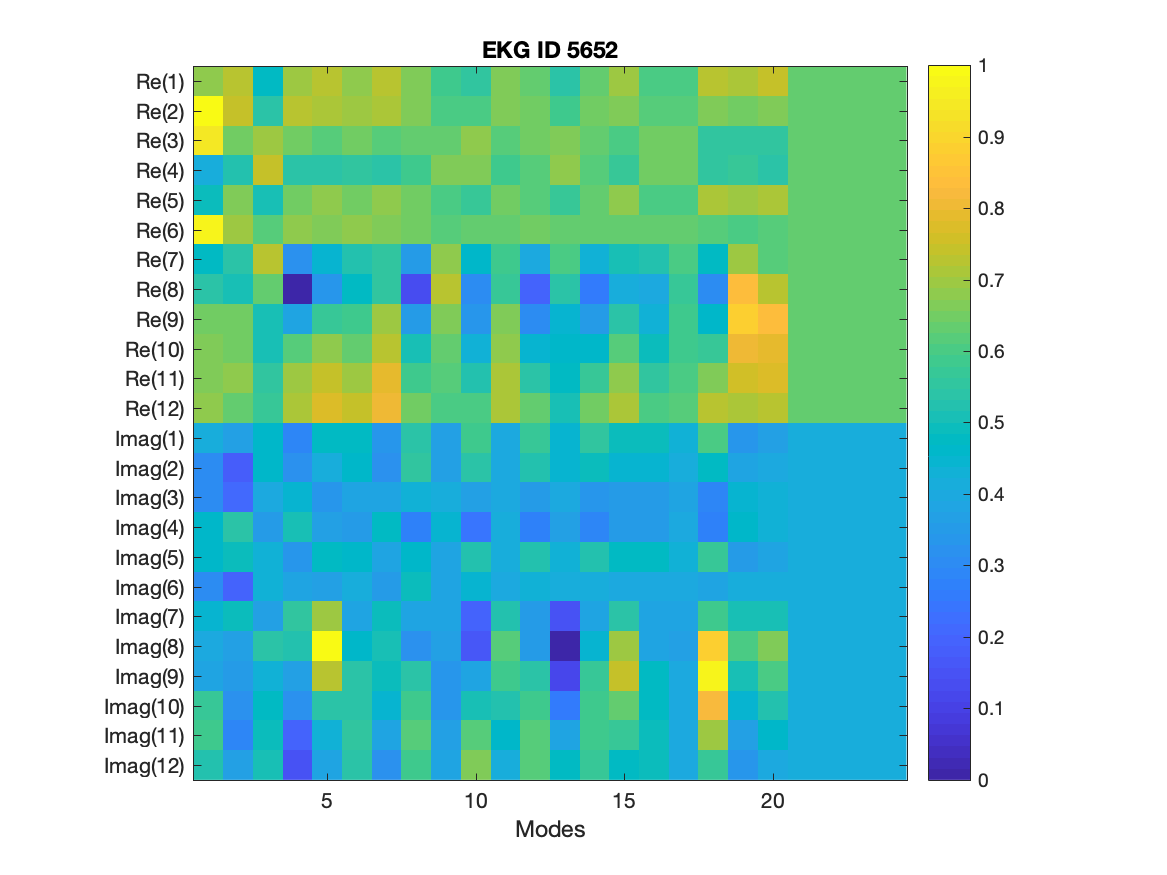 EKG ID 5652
Re(1)
Re(2)
Re(3)
Re(4)
Re(5)
Re(6)
Re(7)
Re(8)
Re(9)
Re(10)
Re(11)
Re(12)
Imag(1)
Imag(2)
Imag(3)
Imag(4)
Imag(5)
Imag(6)
Imag(7)
Imag(8)
Imag(9)
Imag(10)
Imag(11)
Imag(12)
5 10 15 20
Modes
1
0.9
0.8
0.7
0.6
0.5
0.4
0.3
0.2
0.1
0